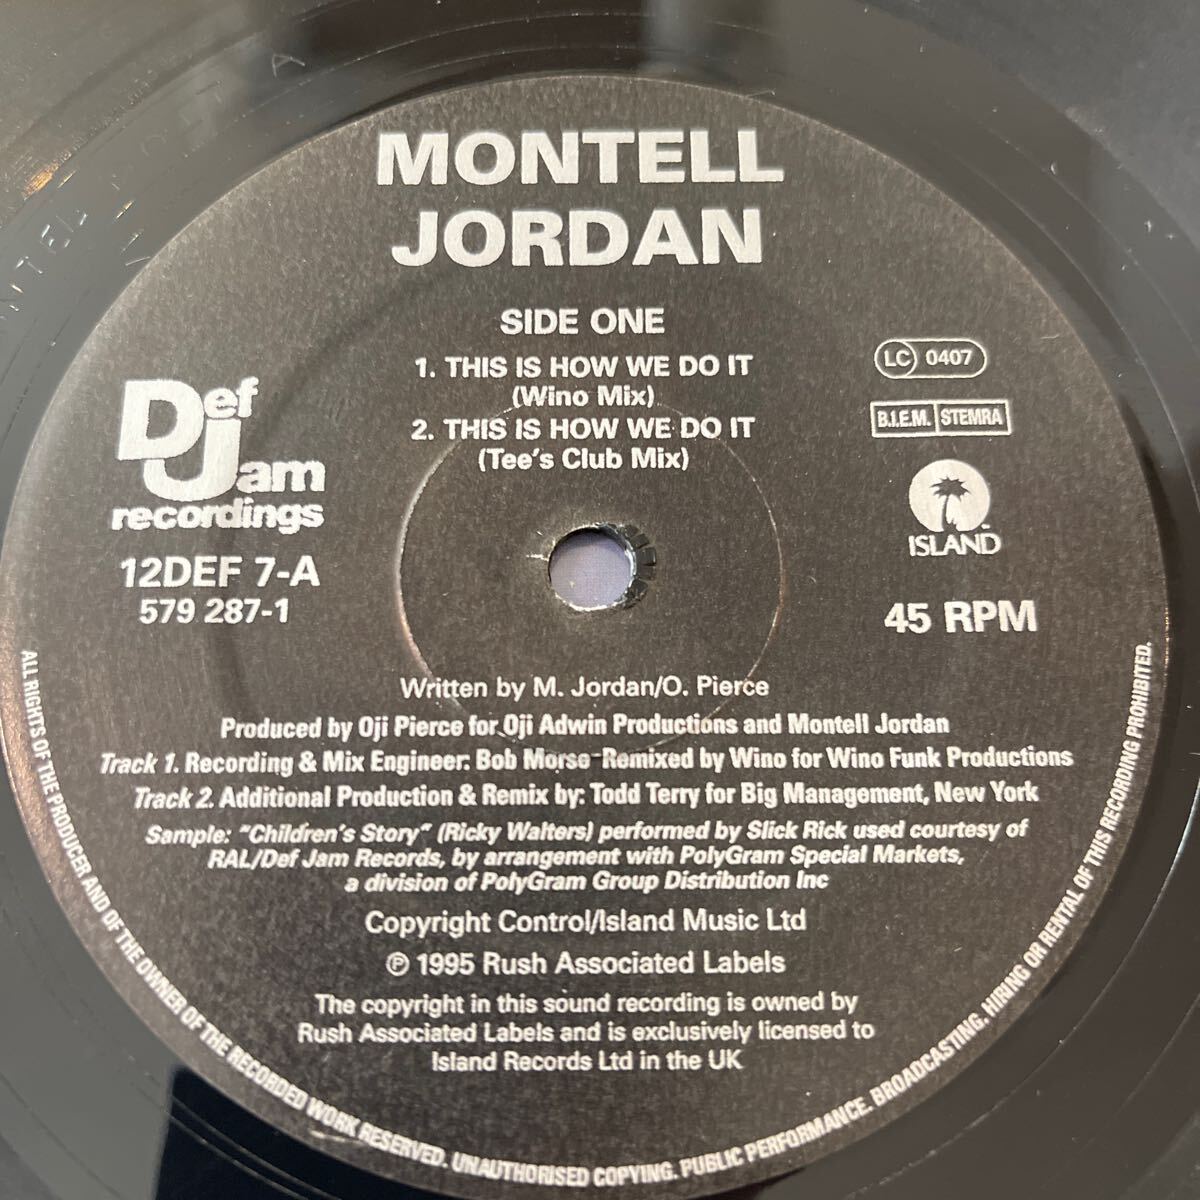 MONTELL
JORDAN
SIDE ONE
1. THIS IS HOW WE DO IT
(Wino Mix)
2. THIS IS HOW WE DO IT
(Tee's Club Mix)
Def
Jam
recordings
12DEF 7-A
579 287-1
LC 0407
B.I.E.M. STEMRA
ISLAND
45 RPM
Written by M. Jordan/O. Pierce
Produced by Oji Pierce for Oji Adwin Productions and Montell Jordan
Track 1. Recording & Mix Engineer: Bob Morse Remixed by Wino for Wino Funk Productions
Track 2. Additional Production & Remix by: Todd Terry for Big Management, New York
Sample: "Children's Story" (Ricky Walters) performed by Slick Rick used courtesy of
RAL/Def Jam Records, by arrangement with PolyGram Special Markets,
a division of PolyGram Group Distribution Inc
Copyright Control/Island Music Ltd
℗ 1995 Rush Associated Labels
The copyright in this sound recording is owned by
Rush Associated Labels and is exclusively licensed to
Island Records Ltd in the UK
ALL RIGHTS OF THE PRODUCER AND OF THE OWNER OF THE RECORDED WORK RESERVED. UNAUTHORISED COPYING. PUBLIC PERFORMANCE. BROADCASTING, HIRING OR RENTAL OF THIS RECORDING PROHIBITED.